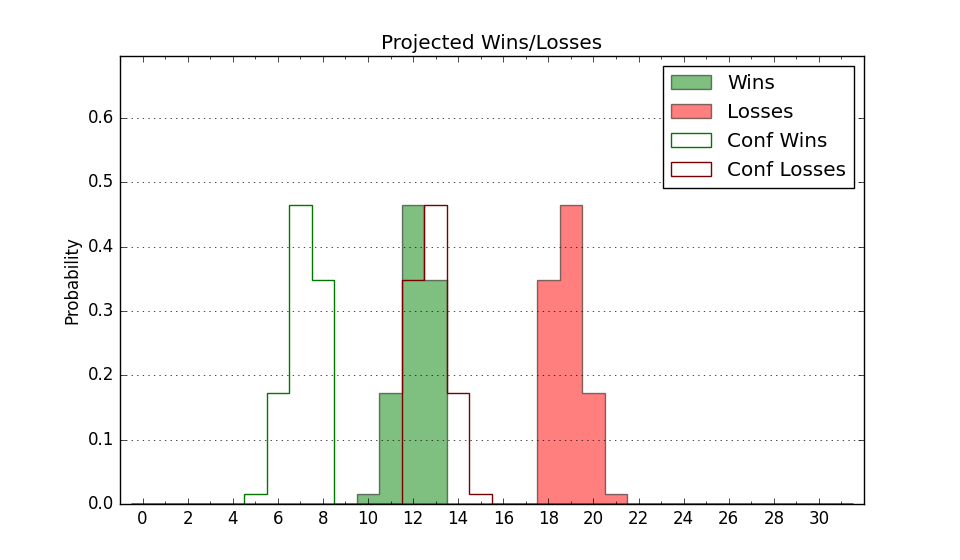 Projected Wins/Losses
Wins
Losses
Conf Wins
Conf Losses
Probability
0.6
0.5
0.4
0.3
0.2
0.1
0.0
0 2 4 6 8 10 12 14 16 18 20 22 24 26 28 30